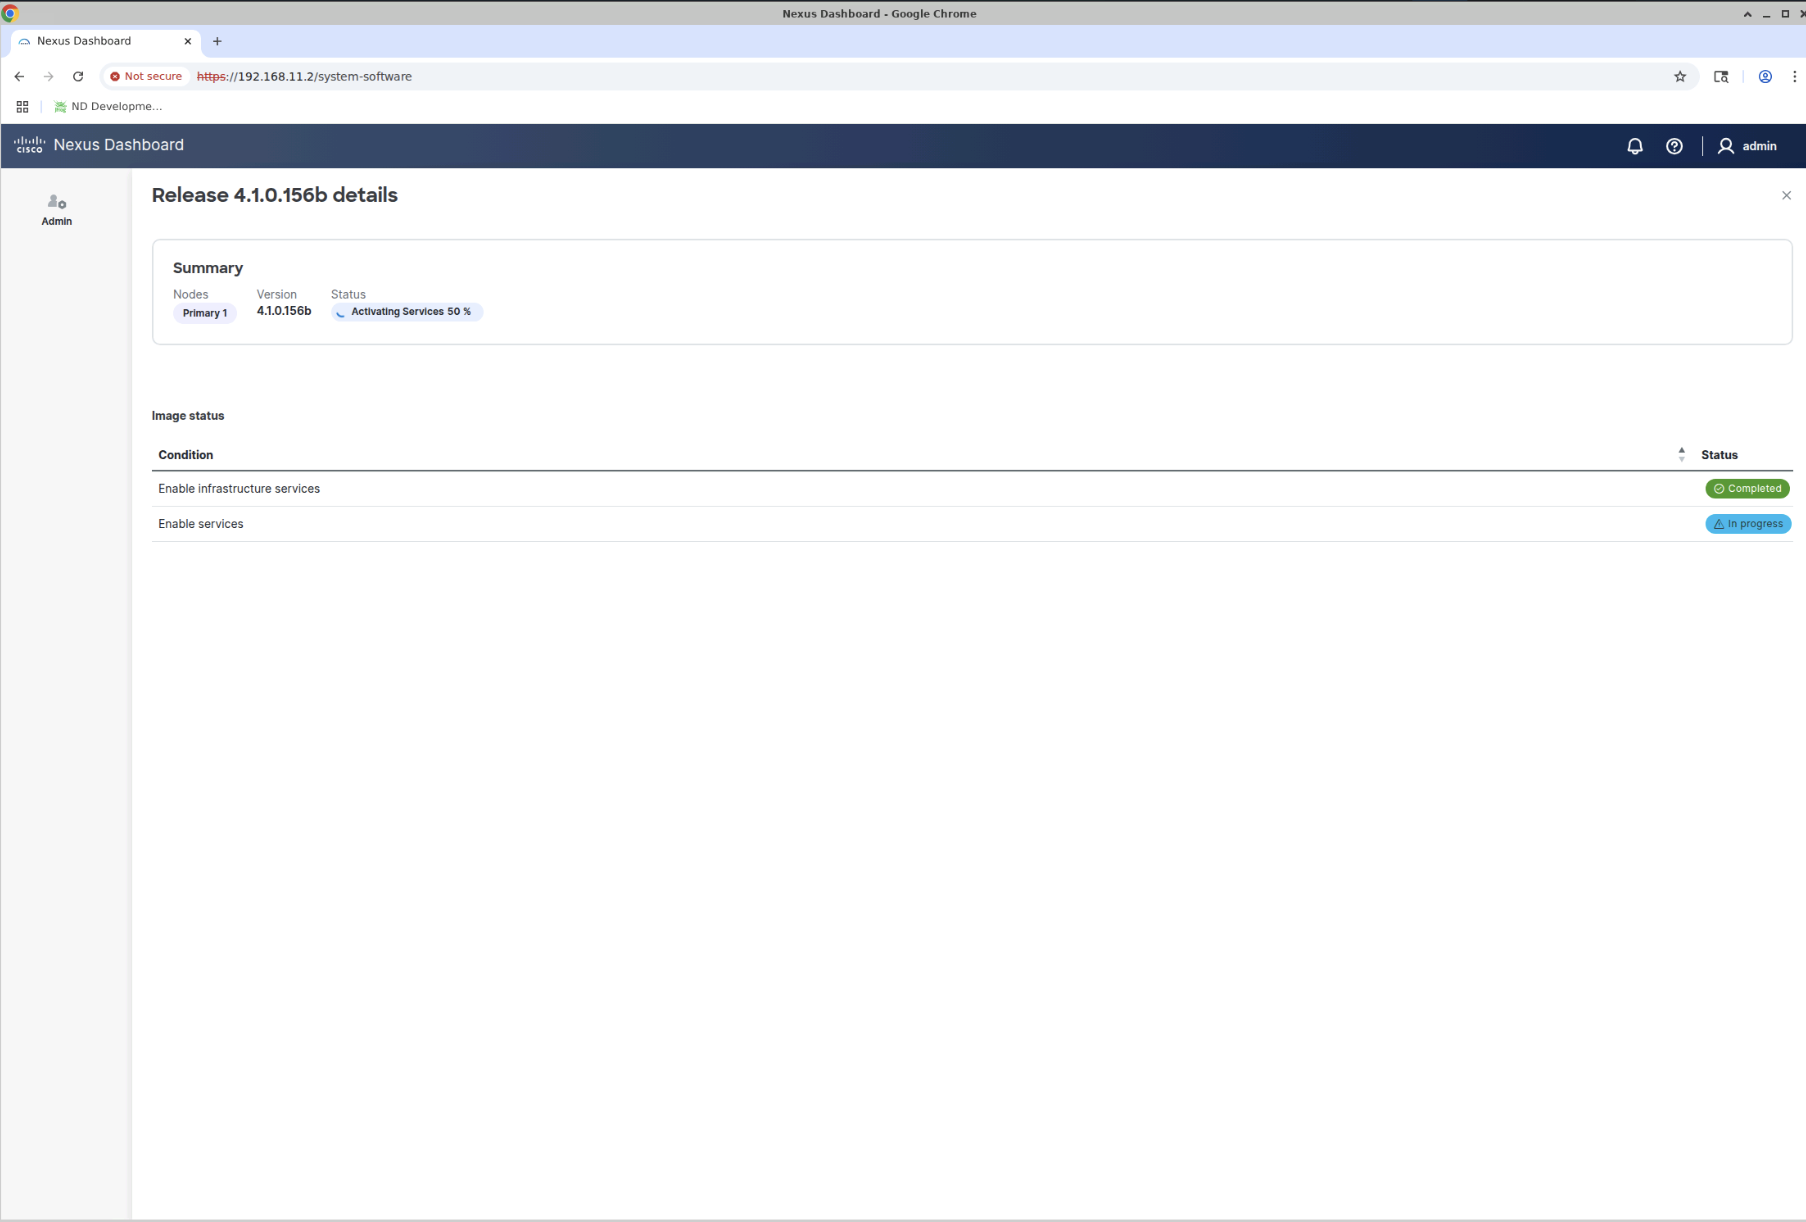 Nexus Dashboard - Google Chrome
Nexus Dashboard
Not secure https://192.168.11.2/system-software
ND Developme...
CISCO Nexus Dashboard admin
Admin
Release 4.1.0.156b details
Summary
Nodes Version Status
Primary 1 4.1.0.156b Activating Services 50 %
Image status
Condition Status
Enable infrastructure services Completed
Enable services In progress